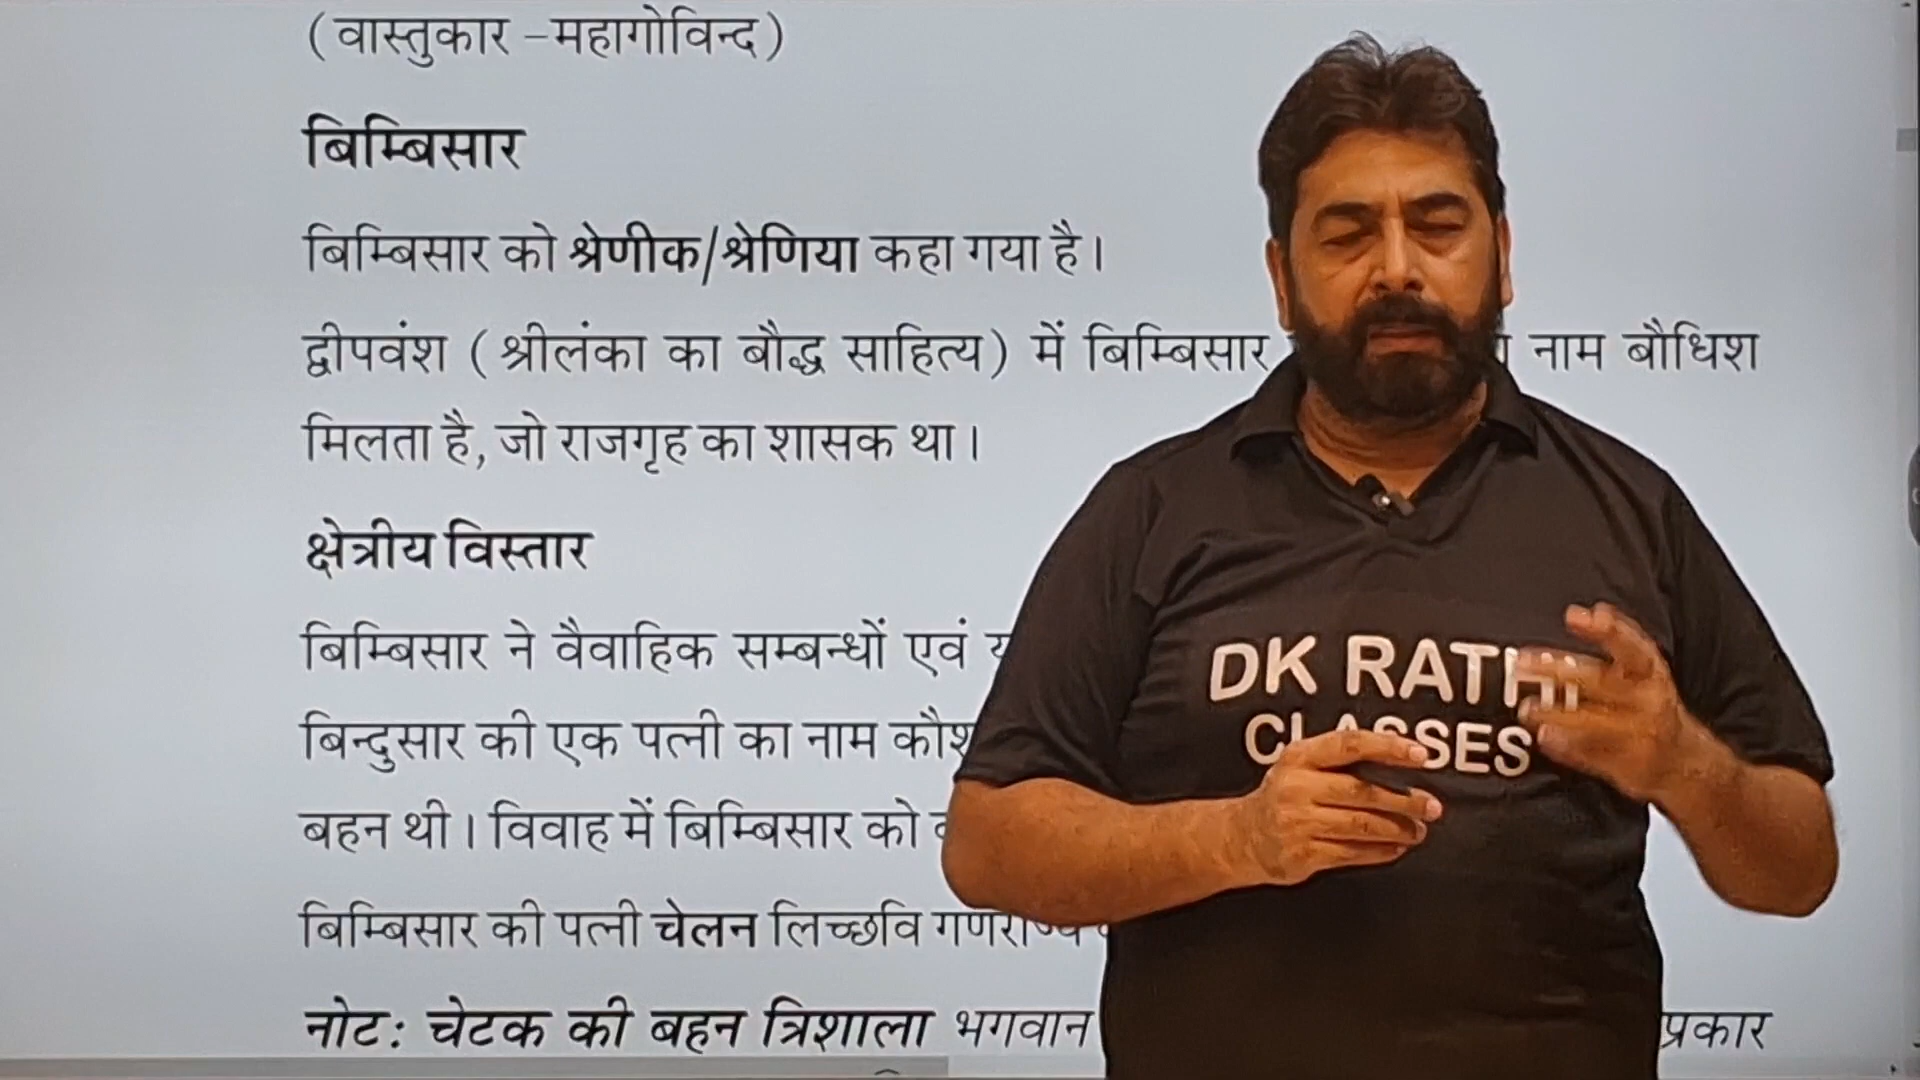 (वास्तुकार –महागोविन्द)
बिम्बिसार
बिम्बिसार को श्रेणीक/श्रेणिया कहा गया है।
द्वीपवंश (श्रीलंका का बौद्ध साहित्य) में बिम्बिसार नाम बौधिश
मिलता है, जो राजगृह का शासक था।
क्षेत्रीय विस्तार
बिम्बिसार ने वैवाहिक सम्बन्धों एवं
बिन्दुसार की एक पत्नी का नाम
बहन थी। विवाह में बिम्बिसार को
बिम्बिसार की पत्नी चेलन लिच्छवि
नोट: चेटक की बहन त्रिशाला भगवान प्रकार
DK RATHI
CLASSES